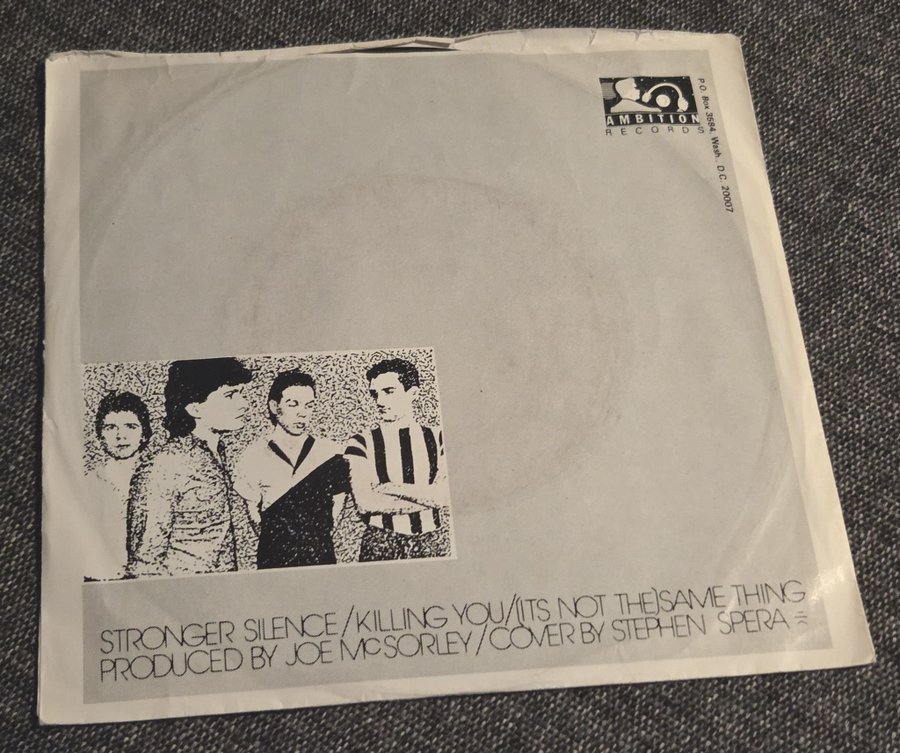 AMBITION
RECORDS
P.O. Box 3584, Wash., D.C. 20007
STRONGER SILENCE/KILLING YOU/(ITS NOT THE)SAME THING
PRODUCED BY JOE McSORLEY/COVER BY STEPHEN SPERA